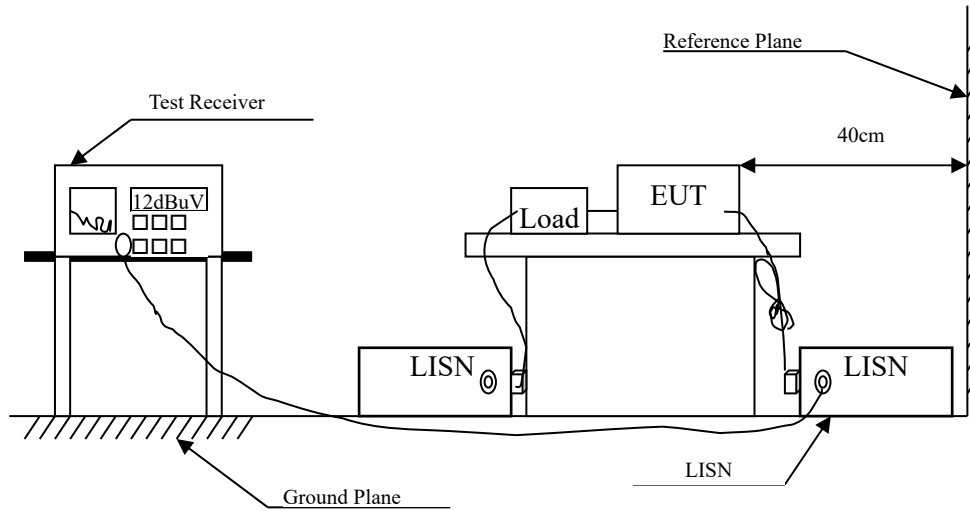 Reference Plane
Test Receiver
40cm
12dBuV
EUT
Load
LISN
LISN
LISN
Ground Plane